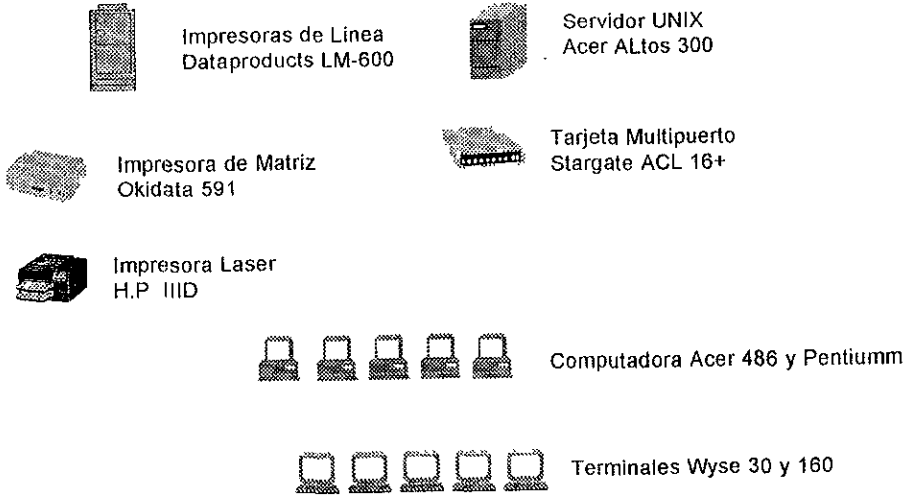 Impresoras de Linea
Dataproducts LM-600
Servidor UNIX
Acer ALtos 300
Impresora de Matriz
Okidata 591
Tarjeta Multipuerto
Stargate ACL 16+
Impresora Laser
H.P IIID
Computadora Acer 486 y Pentiumm
Terminales Wyse 30 y 160